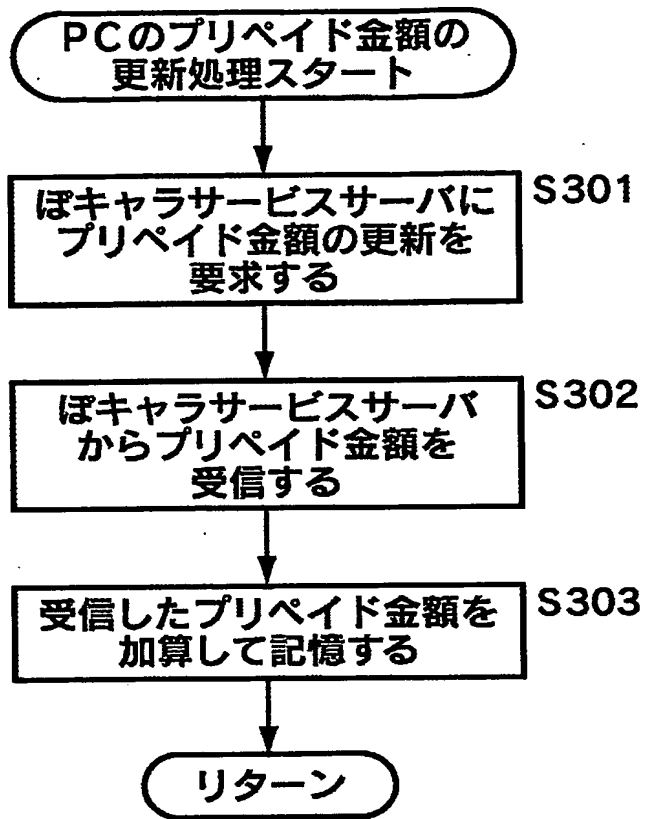 PCのプリペイド金額の
更新処理スタート
ぽキャラサービスサーバに
プリペイド金額の更新を
要求する
S301
ぽキャラサービスサーバ
からプリペイド金額を
受信する
S302
受信したプリペイド金額を
加算して記憶する
S303
リターン